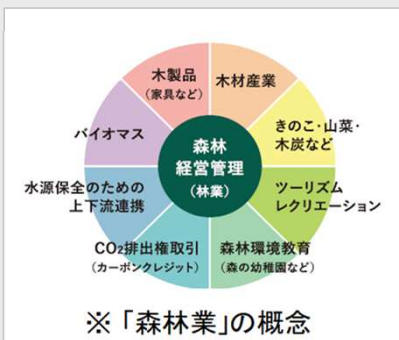 木製品
（家具など）
木材産業
きのこ・山菜・
木炭など
ツーリズム
レクリエーション
森林環境教育
（森の幼稚園など）
CO₂排出権取引
（カーボンクレジット）
水源保全のための
上下流連携
バイオマス
森林
経営管理
（林業）
※「森林業」の概念